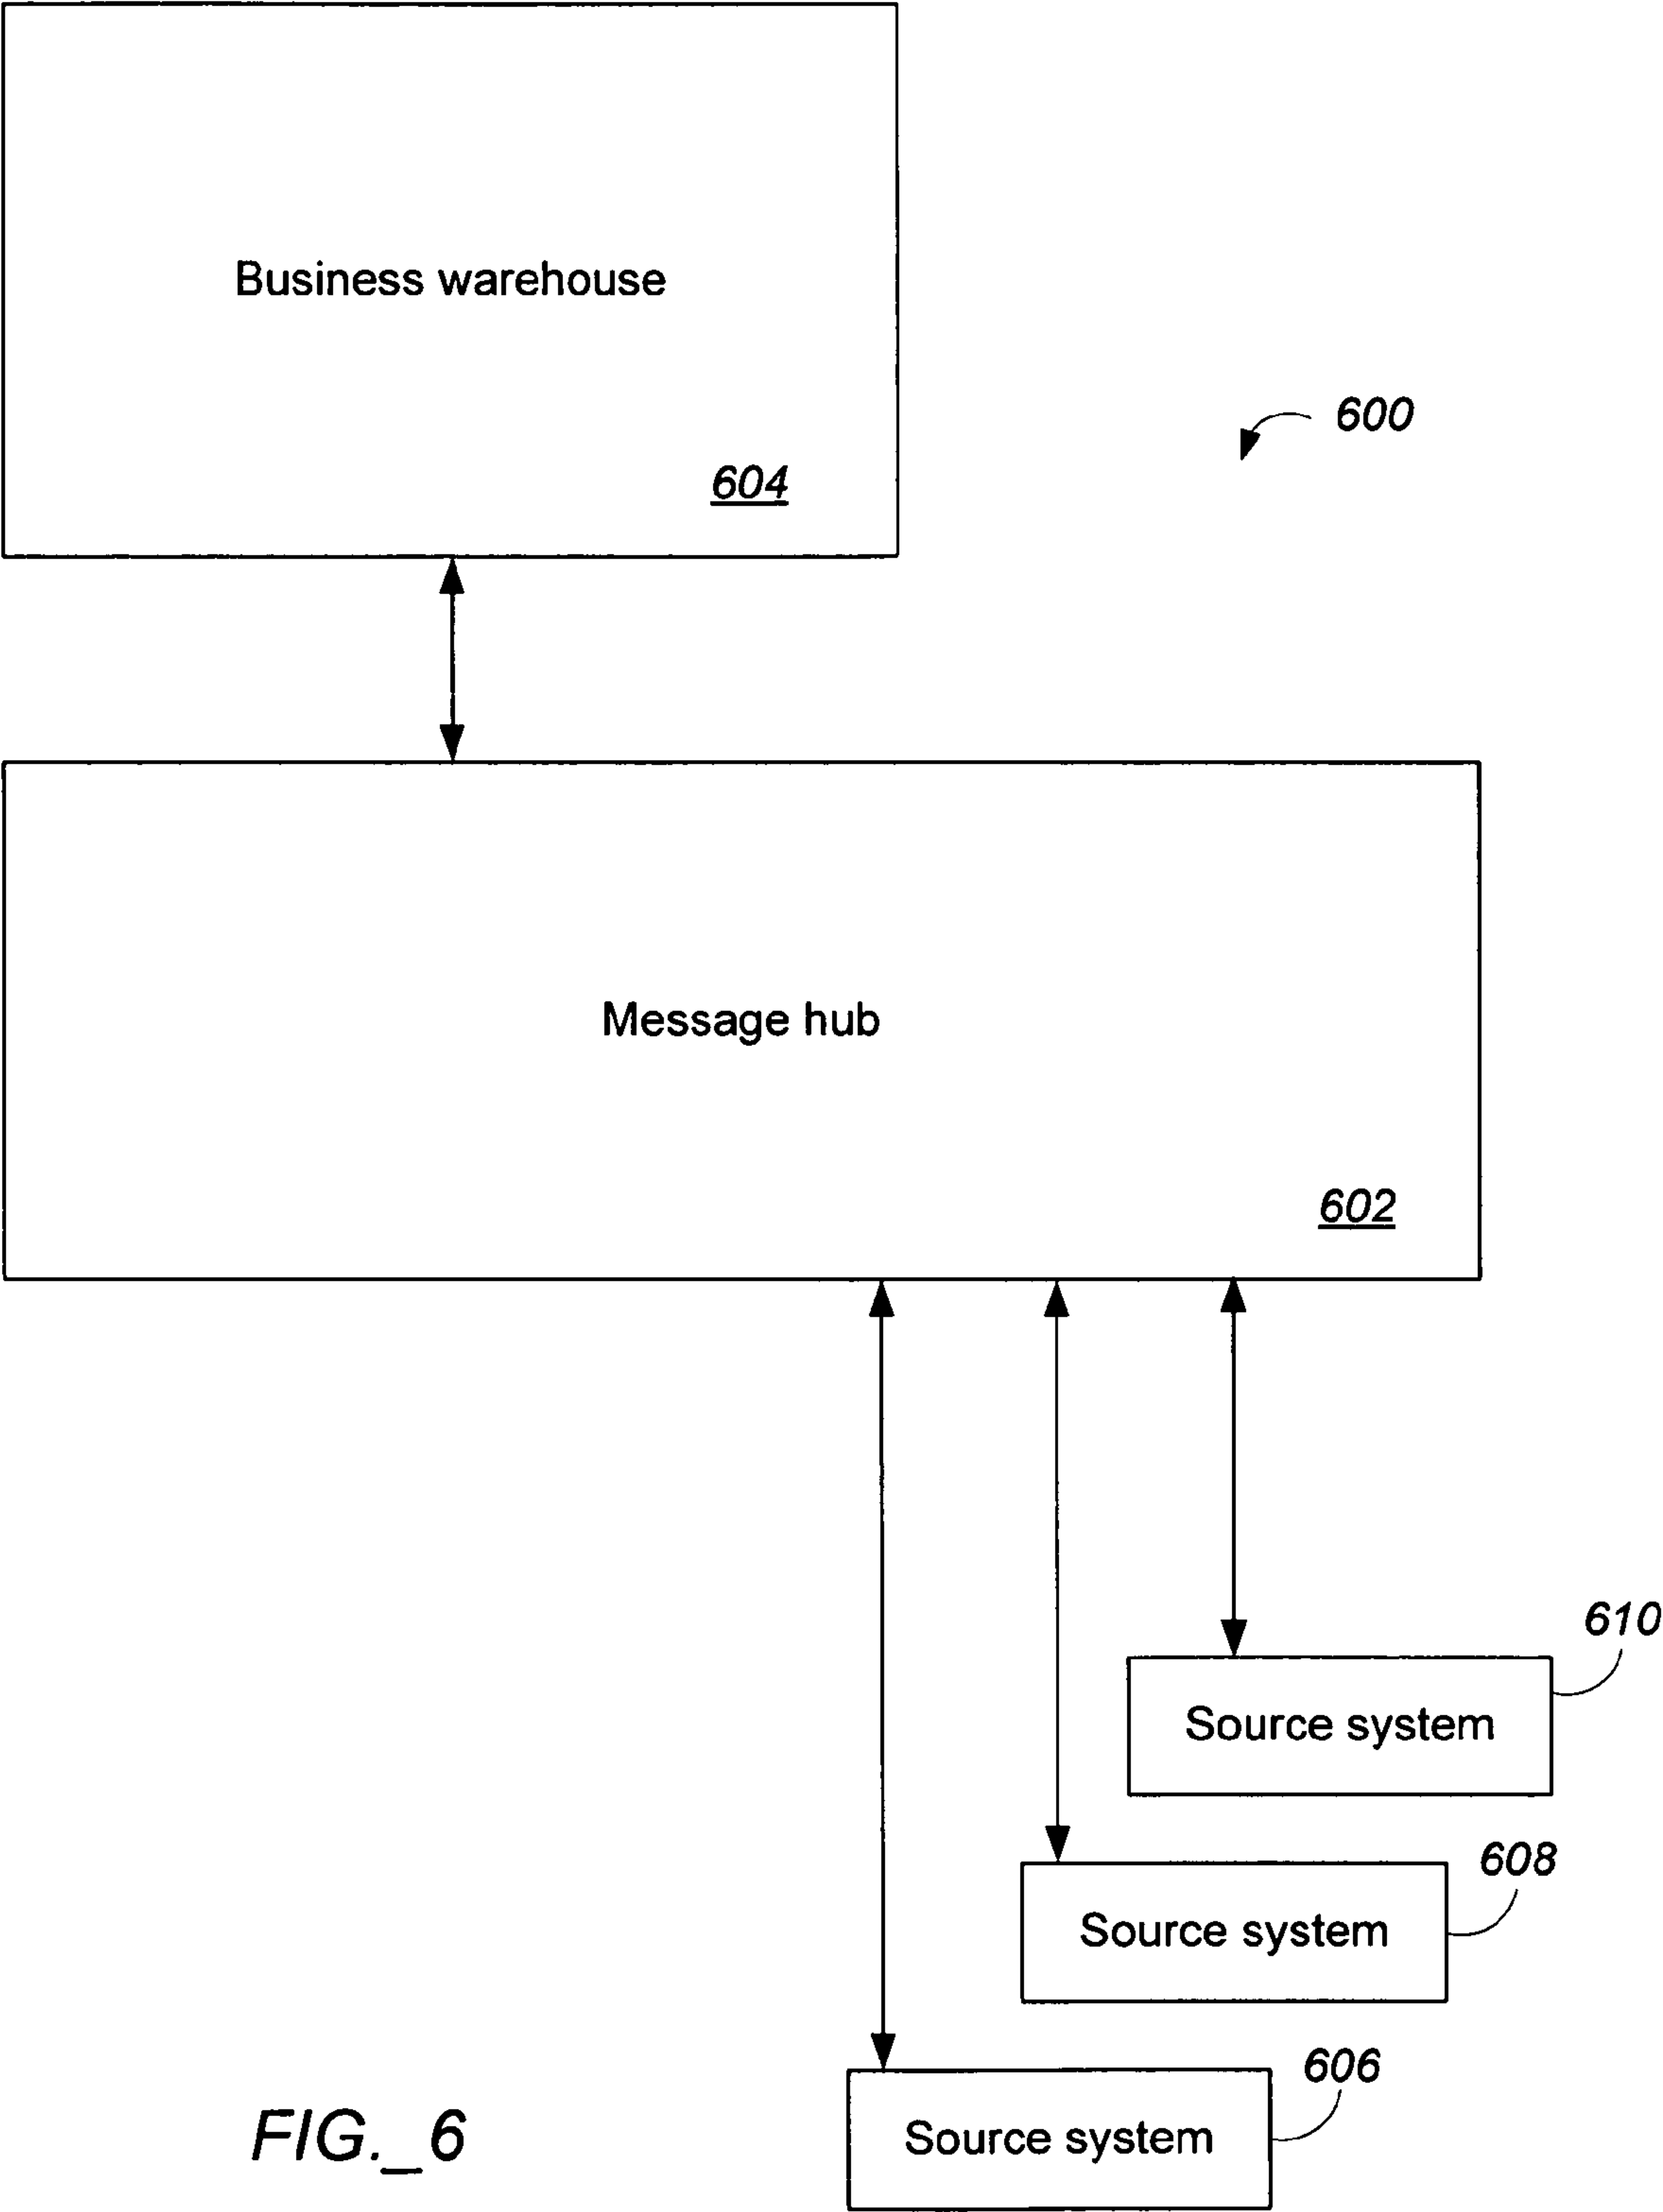 Business warehouse
600
604
Message hub
602
610
Source system
608
Source system
606
Source system
FIG._6